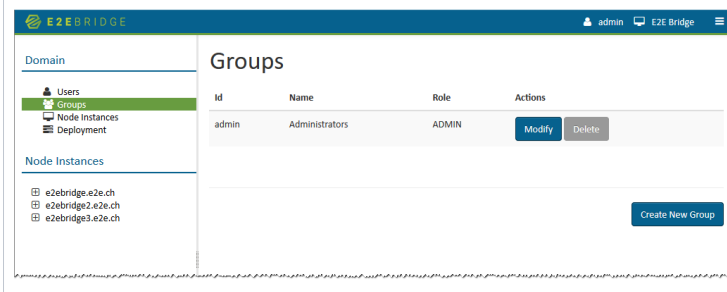 E2EBRIDGE
admin E2E Bridge
Domain
Users
Groups
Node Instances
Deployment
Node Instances
e2ebridge.e2e.ch
e2ebridge2.e2e.ch
e2ebridge3.e2e.ch
Groups
Id Name Role Actions
admin Administrators ADMIN Modify Delete
Create New Group